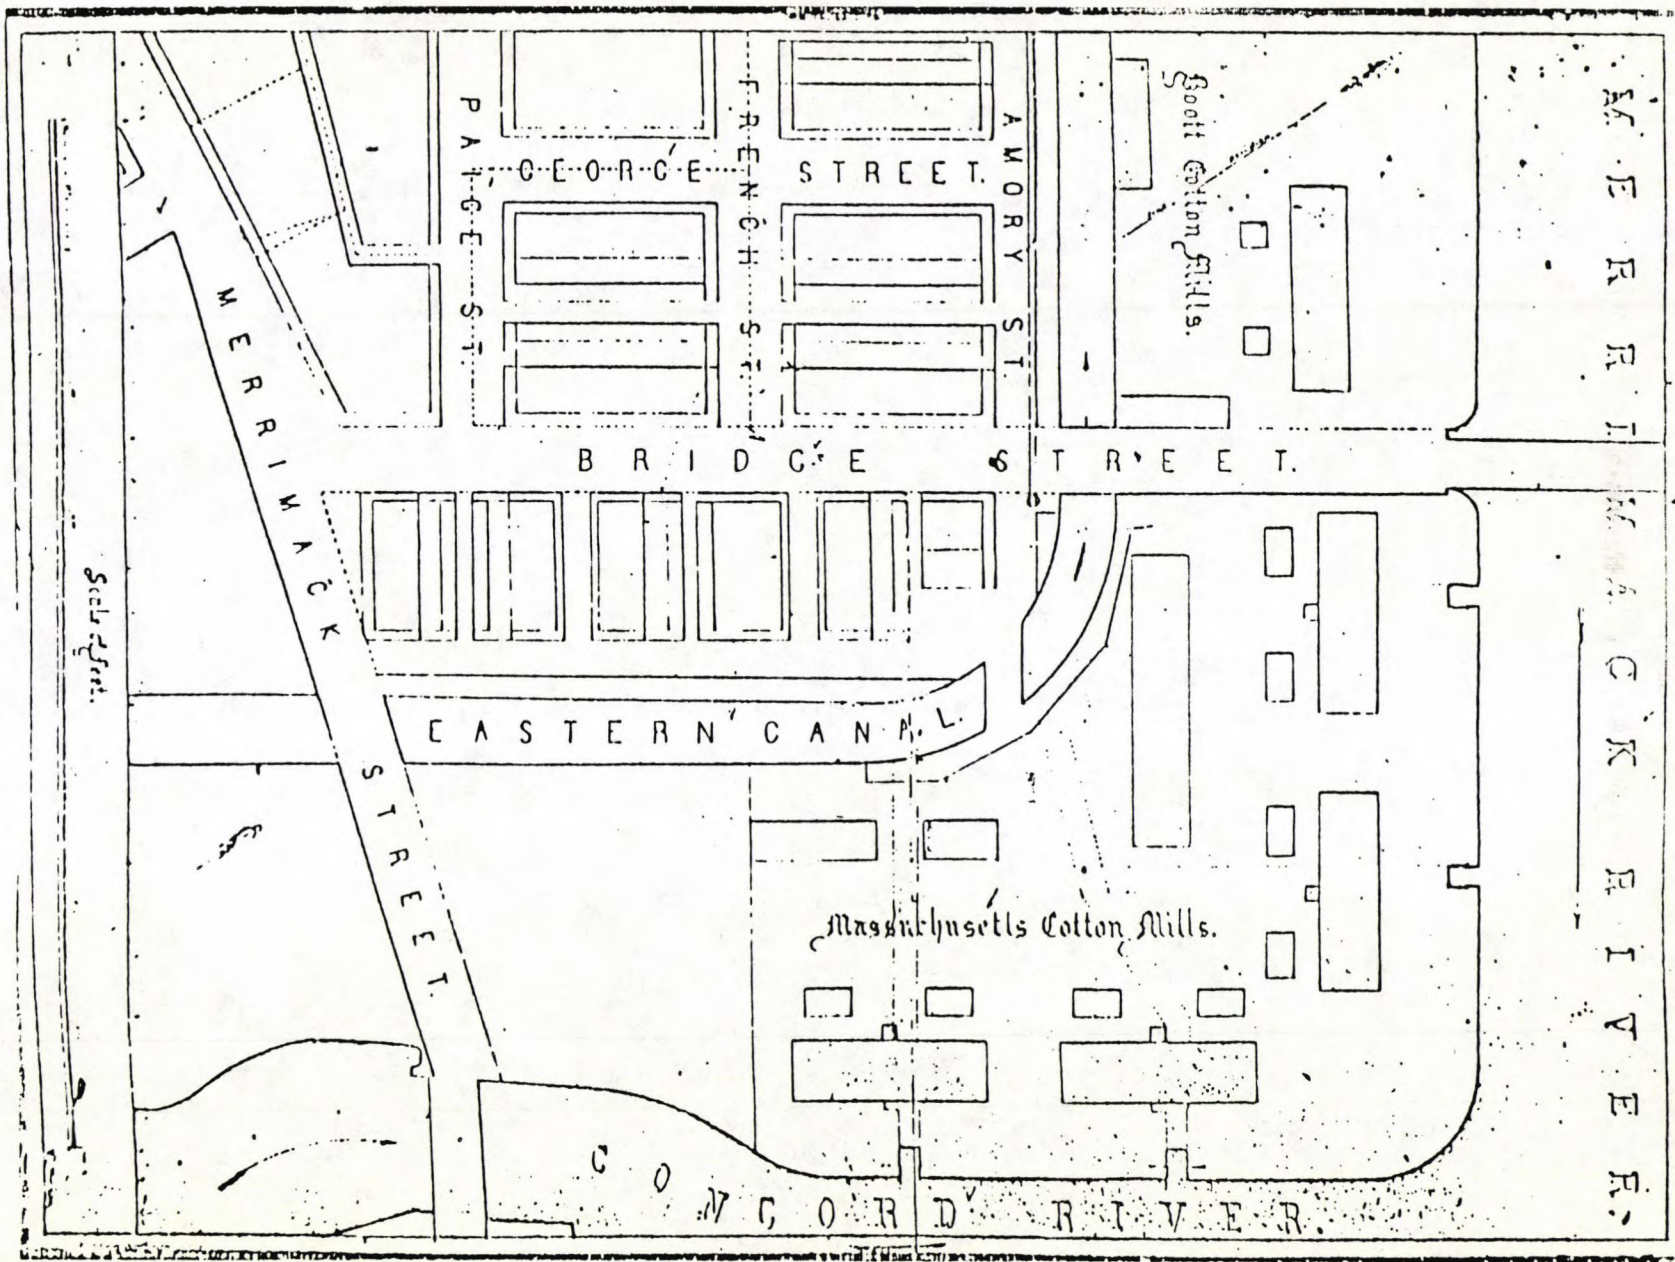 PAIGE ST.
FRENCH ST.
AMORY ST.
GEORGE STREET.
Boott Cotton Mills.
MERRIMACK RIVER.
MERRIMACK STREET.
BRIDGE STREET.
EASTERN CANAL.
Massachusetts Cotton Mills.
CONCORD RIVER.